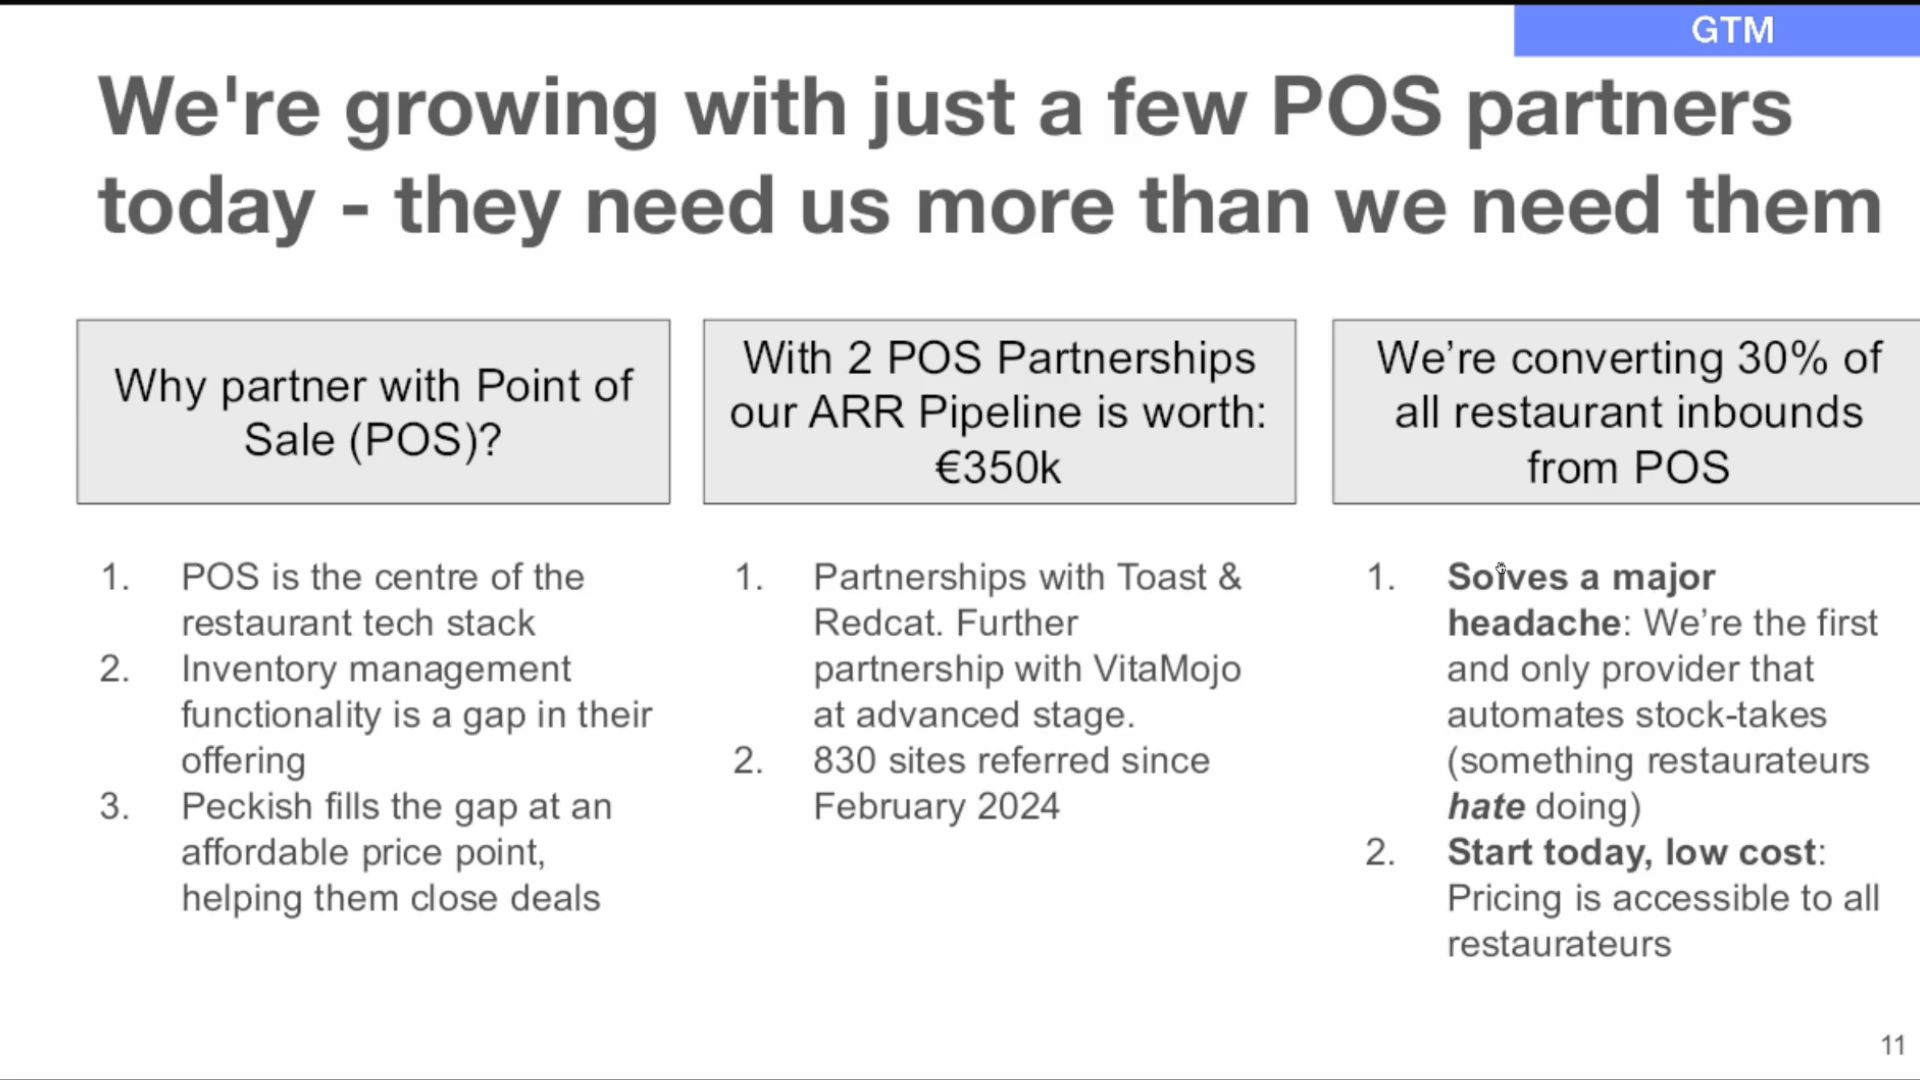 GTM
We're growing with just a few POS partners
today - they need us more than we need them
Why partner with Point of
Sale (POS)?
1. POS is the centre of the
restaurant tech stack
2. Inventory management
functionality is a gap in their
offering
3. Peckish fills the gap at an
affordable price point,
helping them close deals
With 2 POS Partnerships
our ARR Pipeline is worth:
€350k
1. Partnerships with Toast &
Redcat. Further
partnership with VitaMojo
at advanced stage.
2. 830 sites referred since
February 2024
We’re converting 30% of
all restaurant inbounds
from POS
1. Solves a major
headache: We’re the first
and only provider that
automates stock-takes
(something restaurateurs
hate doing)
2. Start today, low cost:
Pricing is accessible to all
restaurateurs
11